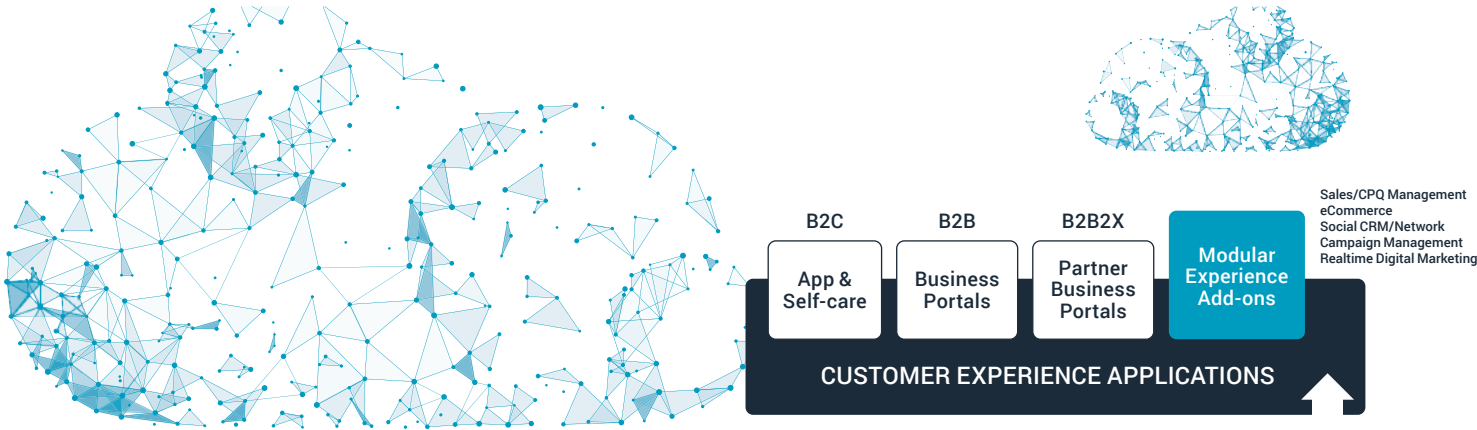 B2C
App &
Self-care
B2B
Business
Portals
B2B2X
Partner
Business
Portals
Modular
Experience
Add-ons
Sales/CPQ Management
eCommerce
Social CRM/Network
Campaign Management
Realtime Digital Marketing
CUSTOMER EXPERIENCE APPLICATIONS